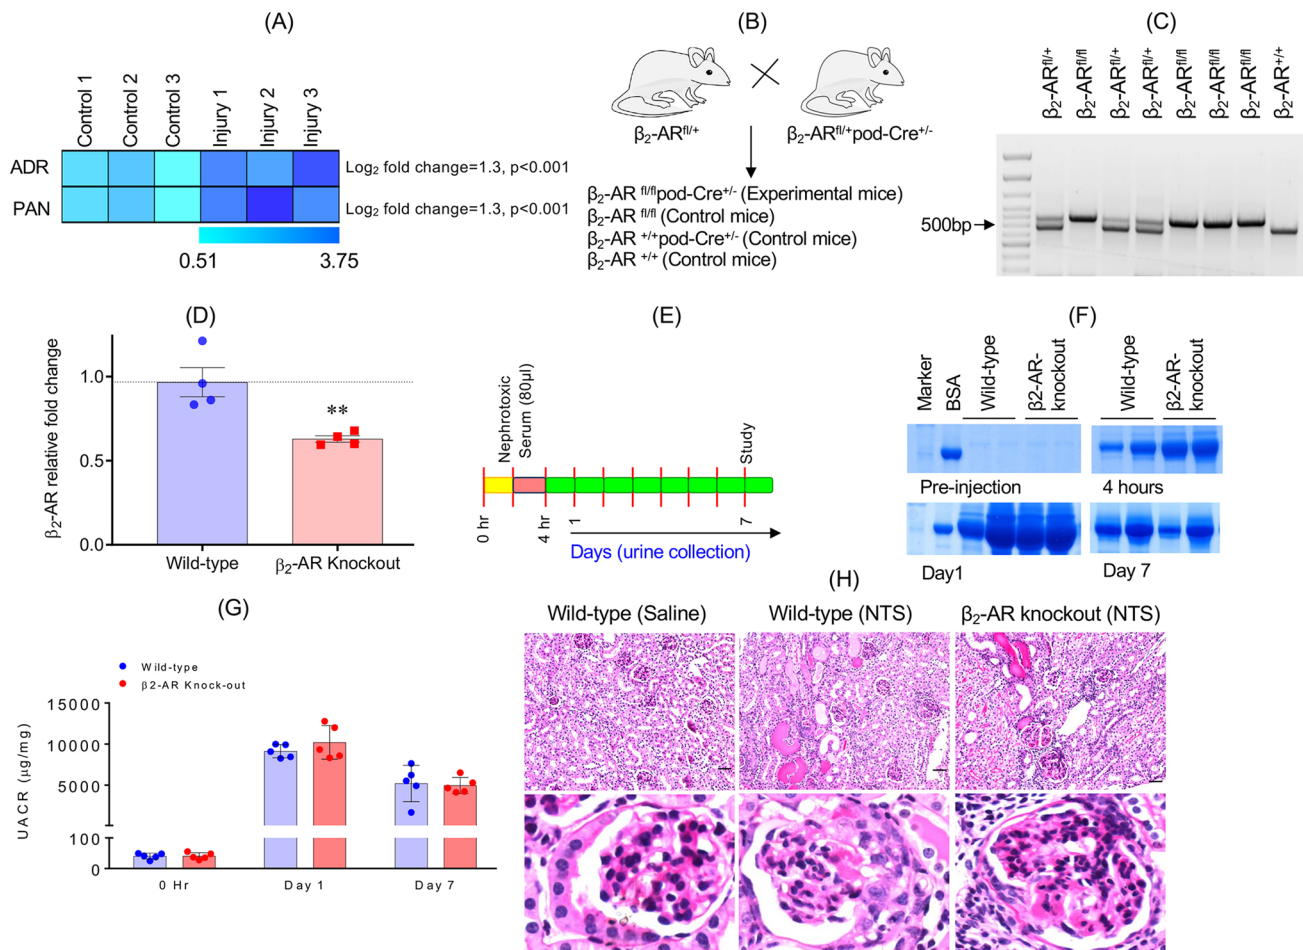 (A)
Control 1
Control 2
Control 3
Injury 1
Injury 2
Injury 3
ADR
Log₂ fold change=1.3, p<0.001
PAN
Log₂ fold change=1.3, p<0.001
0.51
3.75
(B)
β₂-ARᶠˡ/⁺
β₂-ARᶠˡ/⁺pod-Cre⁺/⁻
β₂-AR ᶠˡ/ᶠˡpod-Cre⁺/⁻ (Experimental mice)
β₂-AR ᶠˡ/ᶠˡ (Control mice)
β₂-AR ⁺/⁺pod-Cre⁺/⁻ (Control mice)
β₂-AR ⁺/⁺ (Control mice)
(C)
β₂-ARᶠˡ/⁺
β₂-ARᶠˡ/ᶠˡ
β₂-ARᶠˡ/⁺
β₂-ARᶠˡ/⁺
β₂-ARᶠˡ/ᶠˡ
β₂-ARᶠˡ/ᶠˡ
β₂-ARᶠˡ/ᶠˡ
β₂-AR⁺/⁺
500bp
(D)
β₂-AR relative fold change
1.0
0.5
0.0
**
Wild-type
β₂-AR Knockout
(E)
Nephrotoxic
Serum (80µl)
Study
0 hr
4 hr
1
7
Days (urine collection)
(F)
Marker
BSA
Wild-type
β2-AR-
knockout
Wild-type
β2-AR-
knockout
Pre-injection
4 hours
Day1
Day 7
(G)
Wild-type
β2-AR Knock-out
UACR (µg/mg)
15000
10000
5000
100
0
0 Hr
Day 1
Day 7
(H)
Wild-type (Saline)
Wild-type (NTS)
β₂-AR knockout (NTS)